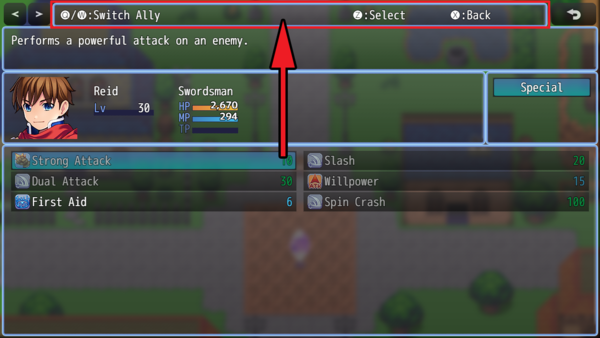 < > Q/W:Switch Ally Z:Select X:Back
Performs a powerful attack on an enemy.
Reid Swordsman
Lv 30
HP 2,670
MP 294
TP
Special
Strong Attack Slash 20
Dual Attack 30 Willpower 15
First Aid 6 Spin Crash 100